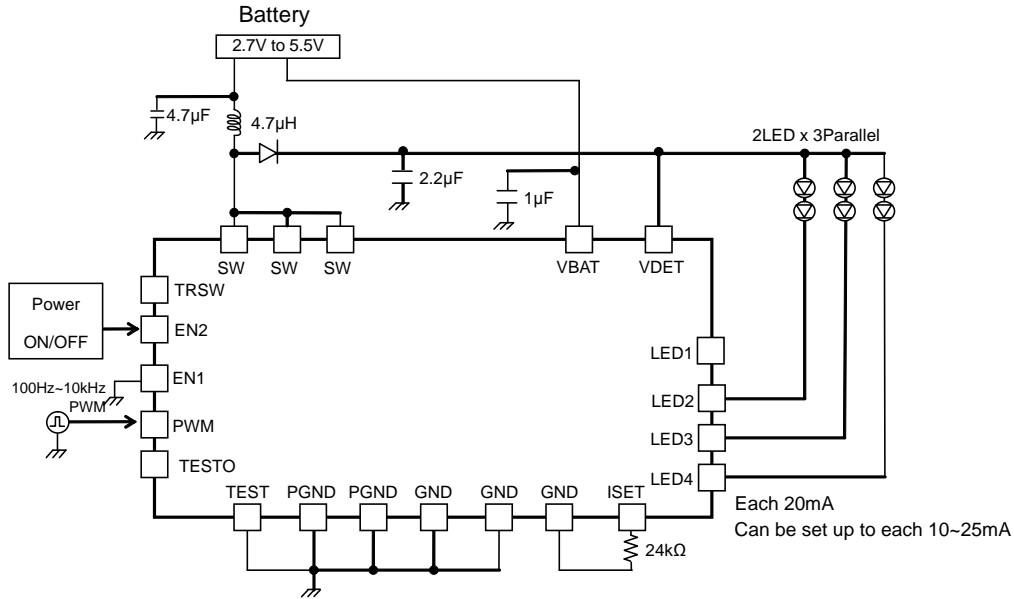 Battery
2.7V to 5.5V
4.7µF
4.7µH
2LED x 3Parallel
2.2µF
1µF
SW
SW
SW
VBAT
VDET
TRSW
Power
ON/OFF
EN2
EN1
100Hz~10kHz
PWM
PWM
TESTO
LED1
LED2
LED3
LED4
TEST
PGND
PGND
GND
GND
GND
ISET
24kΩ
Each 20mA
Can be set up to each 10~25mA